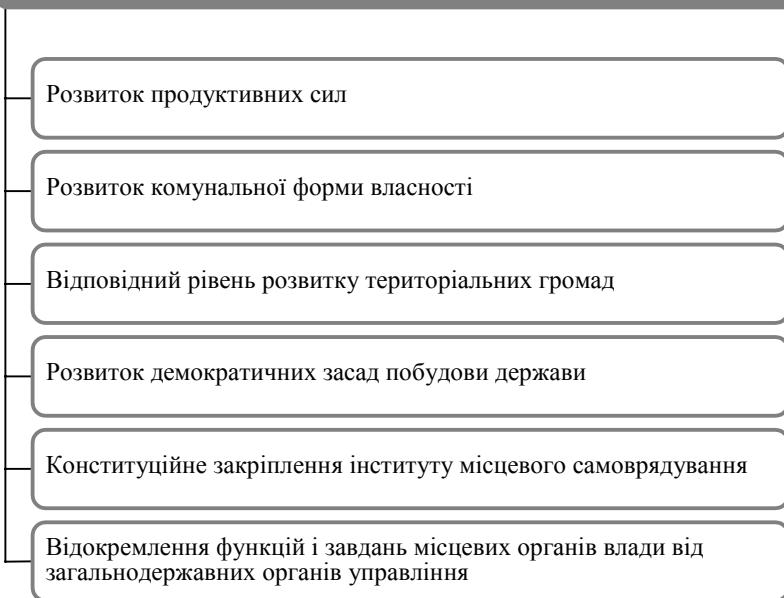 Розвиток продуктивних сил
Розвиток комунальної форми власності
Відповідний рівень розвитку територіальних громад
Розвиток демократичних засад побудови держави
Конституційне закріплення інституту місцевого самоврядування
Відокремлення функцій і завдань місцевих органів влади від
загальнодержавних органів управління